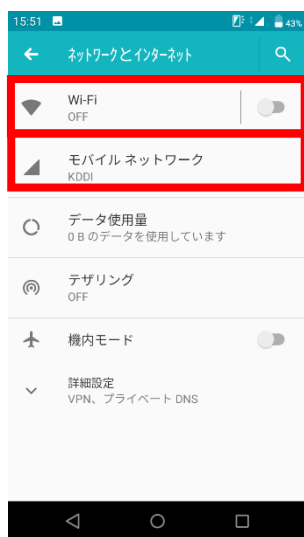 15:51
43%
ネットワークとインターネット
Wi-Fi
OFF
モバイル ネットワーク
KDDI
データ使用量
0 B のデータを使用しています
テザリング
OFF
機内モード
詳細設定
VPN、プライベート DNS